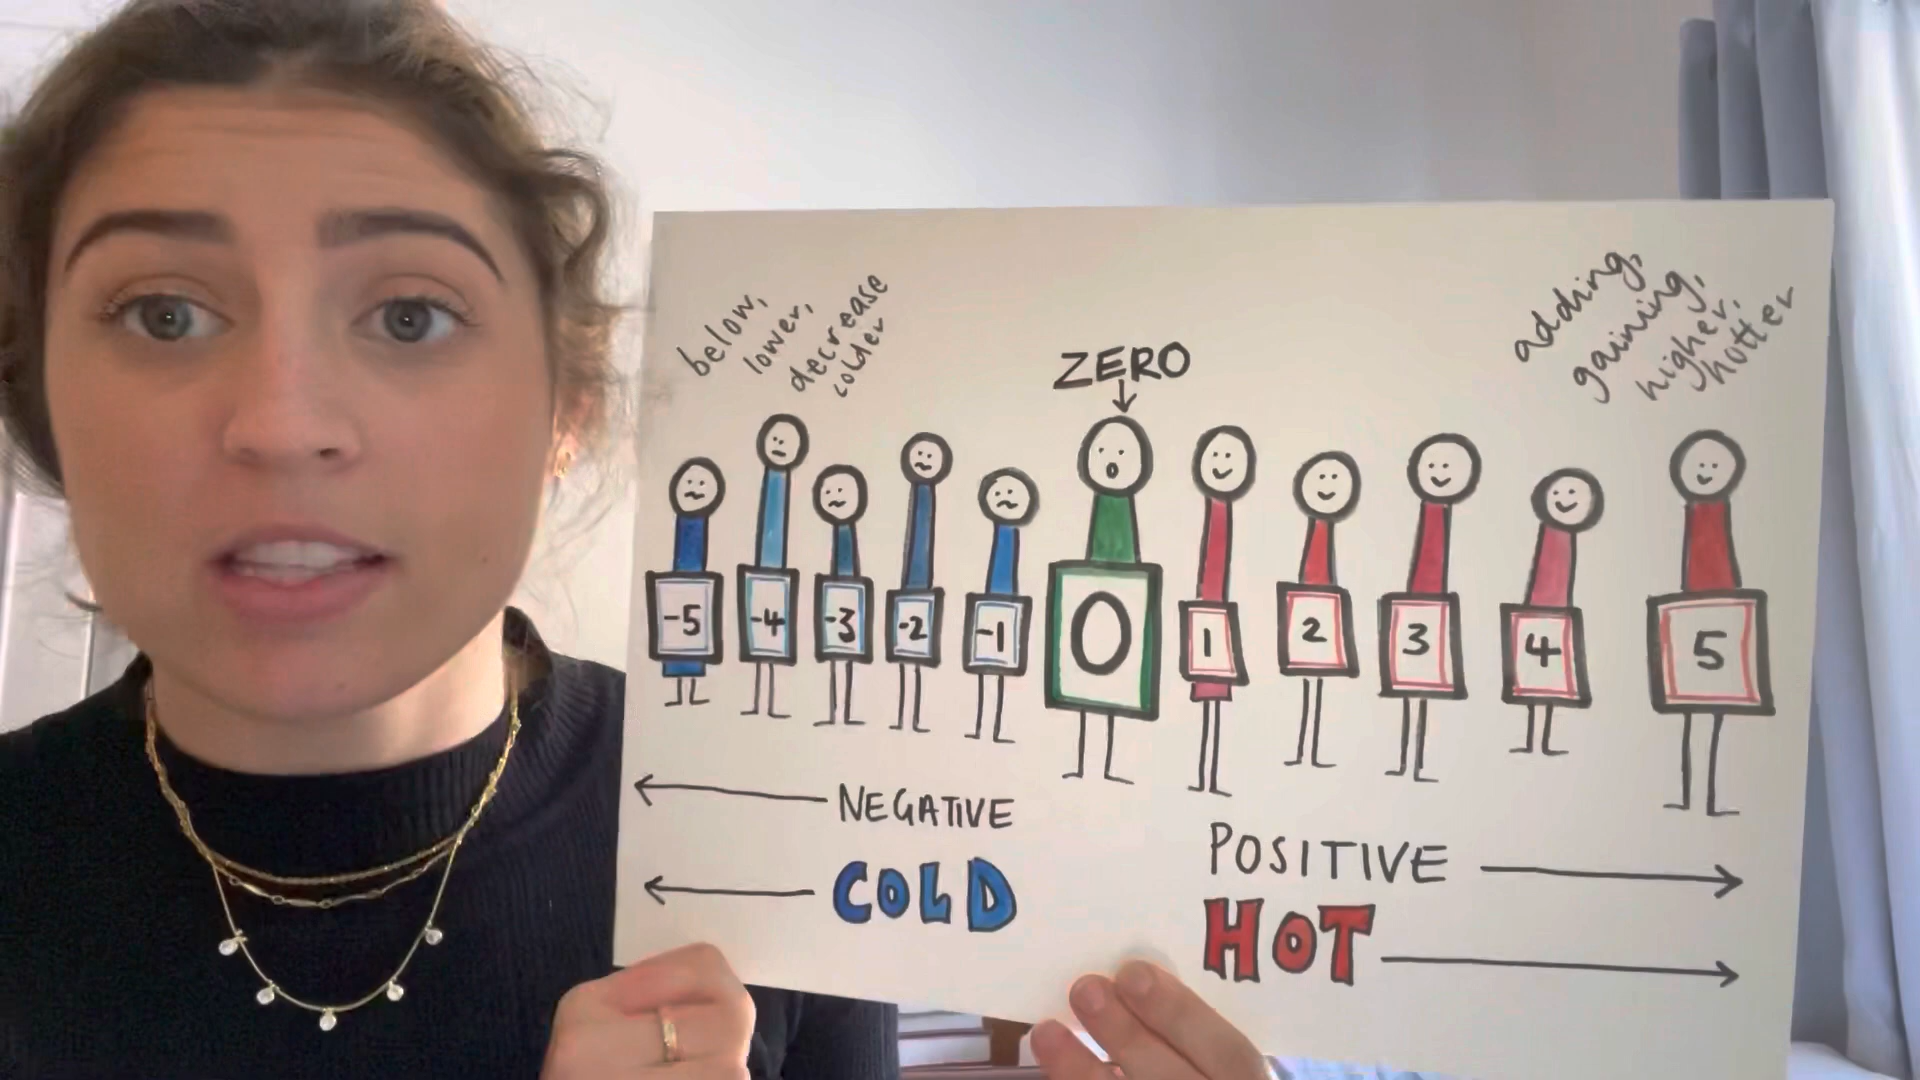 below,
lower,
decrease
colder
adding,
gaining,
higher,
hotter
ZERO
-5 -4 -3 -2 -1 0 1 2 3 4 5
NEGATIVE
COLD
POSITIVE
HOT